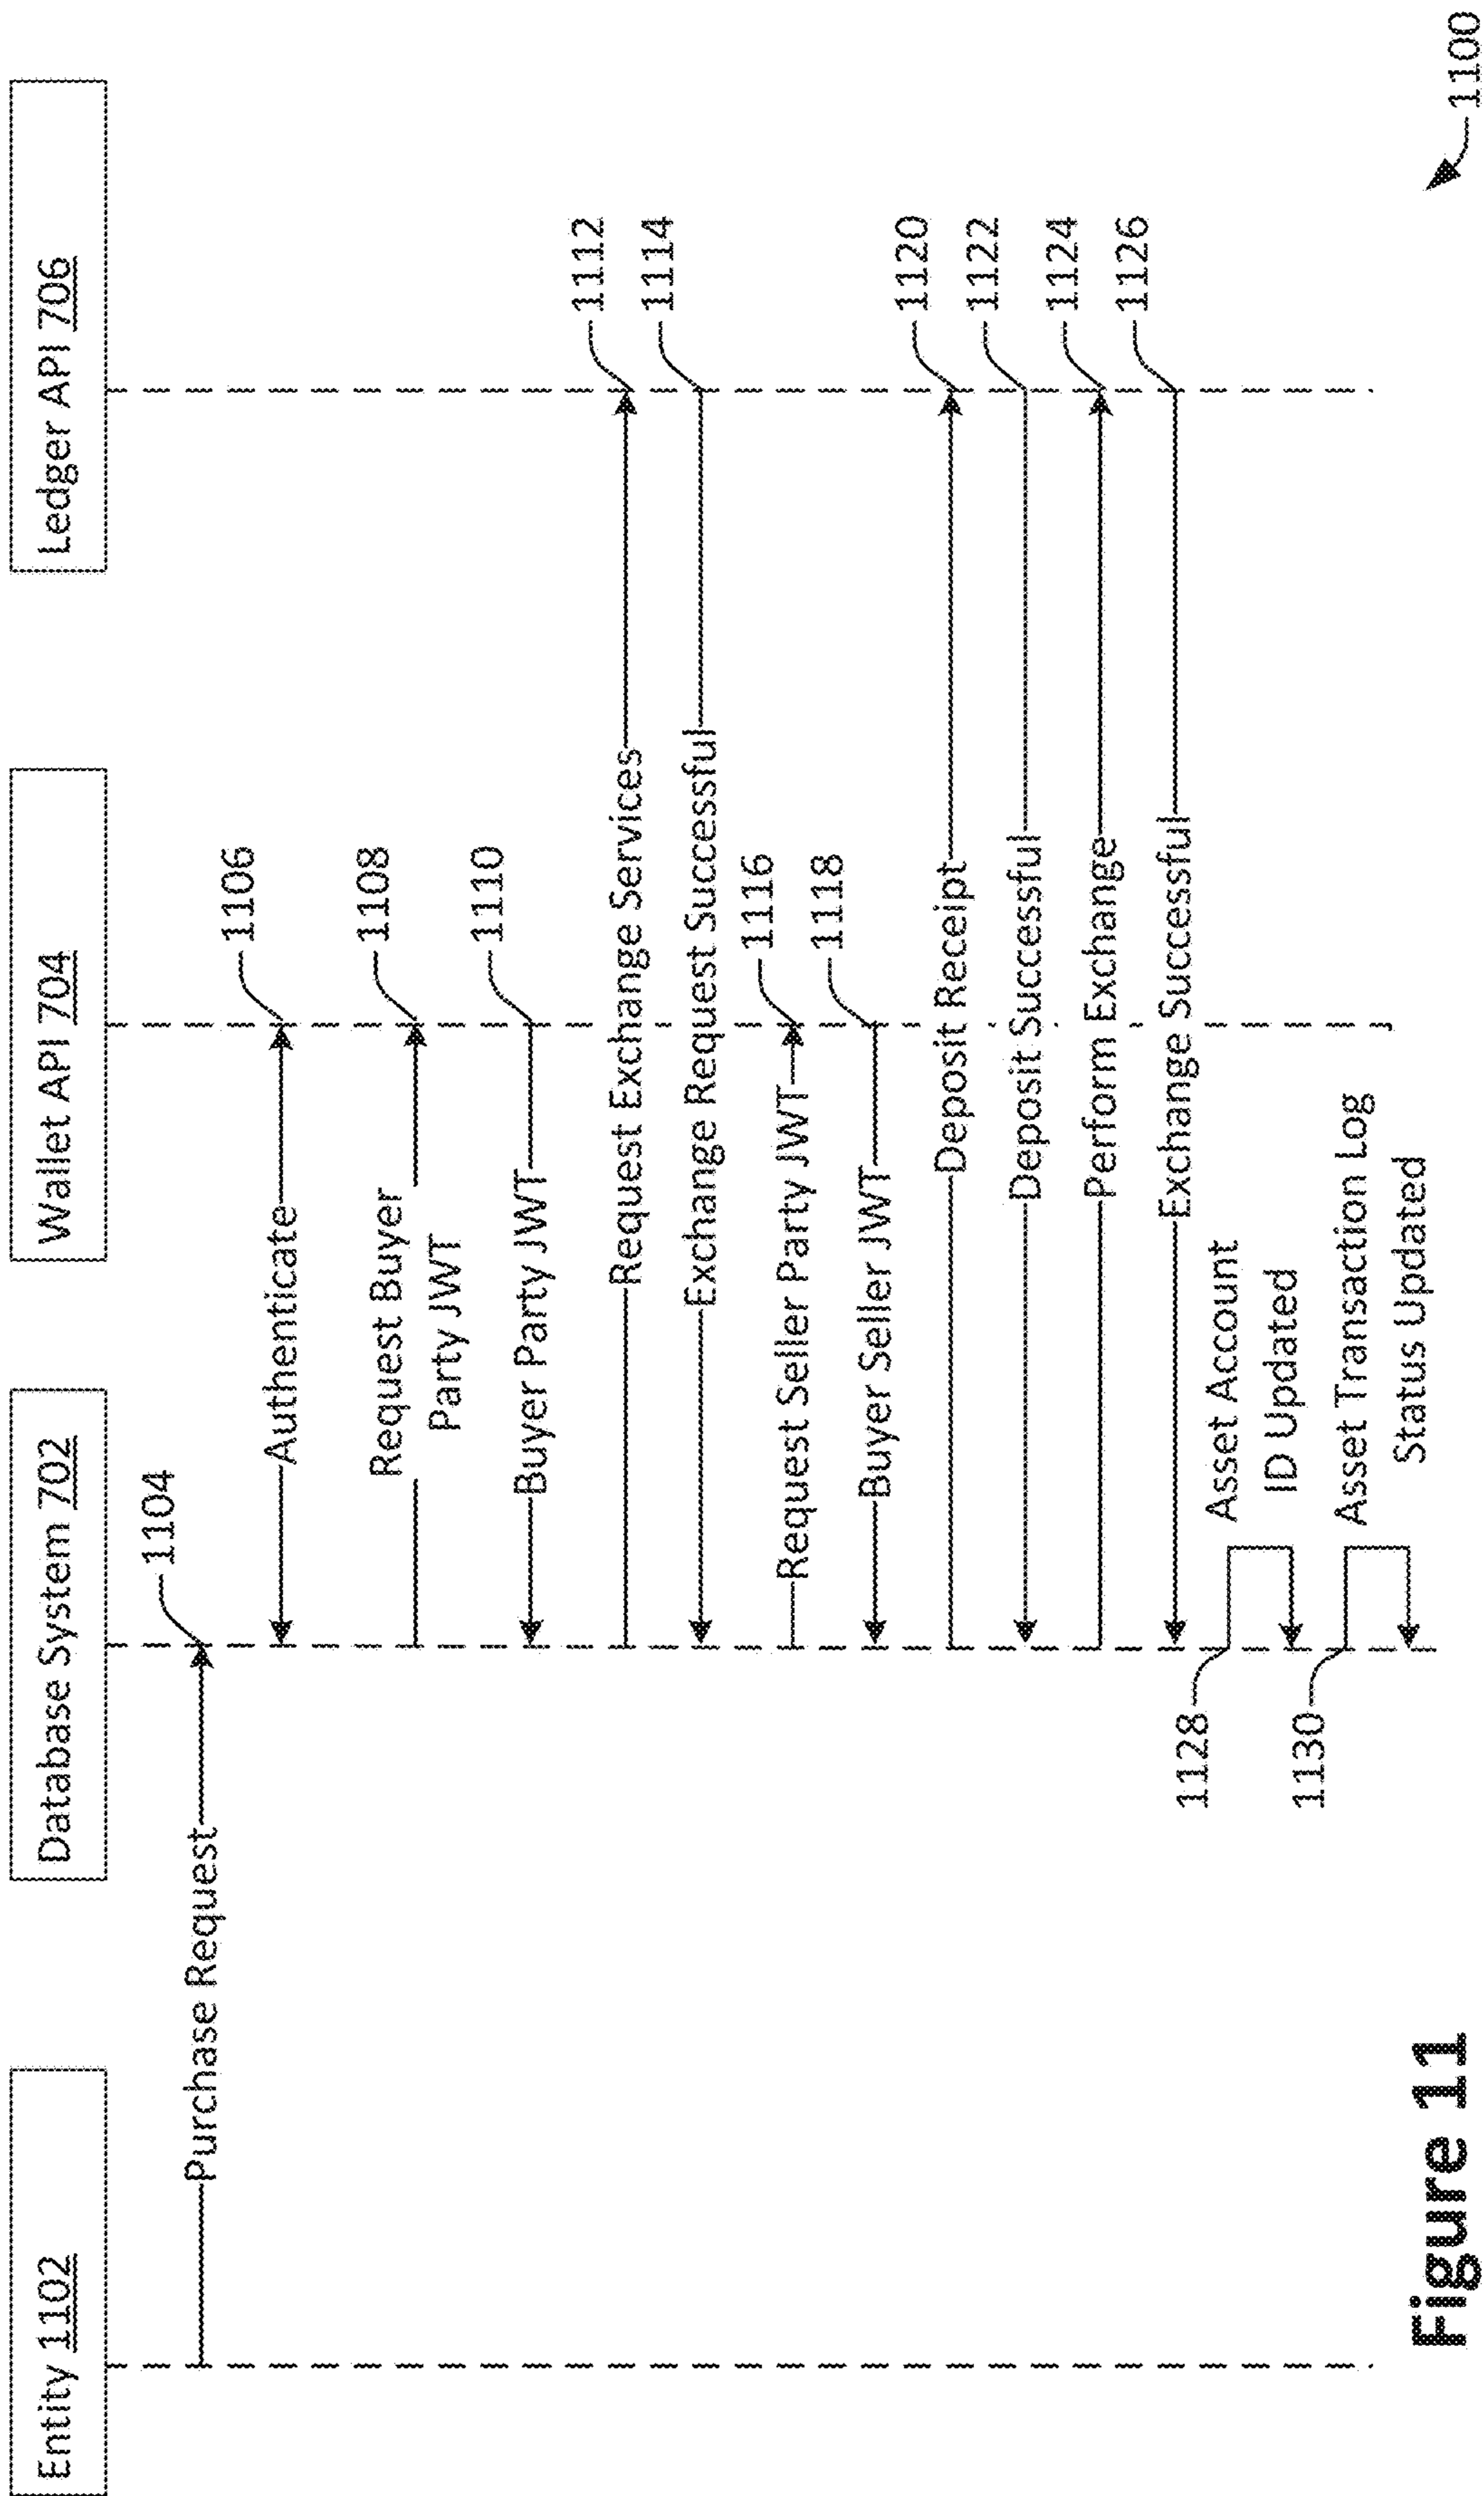 Entity 1102
Database System 702
Wallet API 704
Ledger API 706
1104
Purchase Request
1106
Authenticate
1108
Request Buyer
Party JWT
1110
Buyer Party JWT
1112
Request Exchange Services
1114
Exchange Request Successful
1116
Request Seller Party JWT
1118
Buyer Seller JWT
1120
Deposit Receipt
1122
Deposit Successful
1124
Perform Exchange
1126
Exchange Successful
1128
Asset Account
ID Updated
1130
Asset Transaction Log
Status Updated
Figure 11
1100